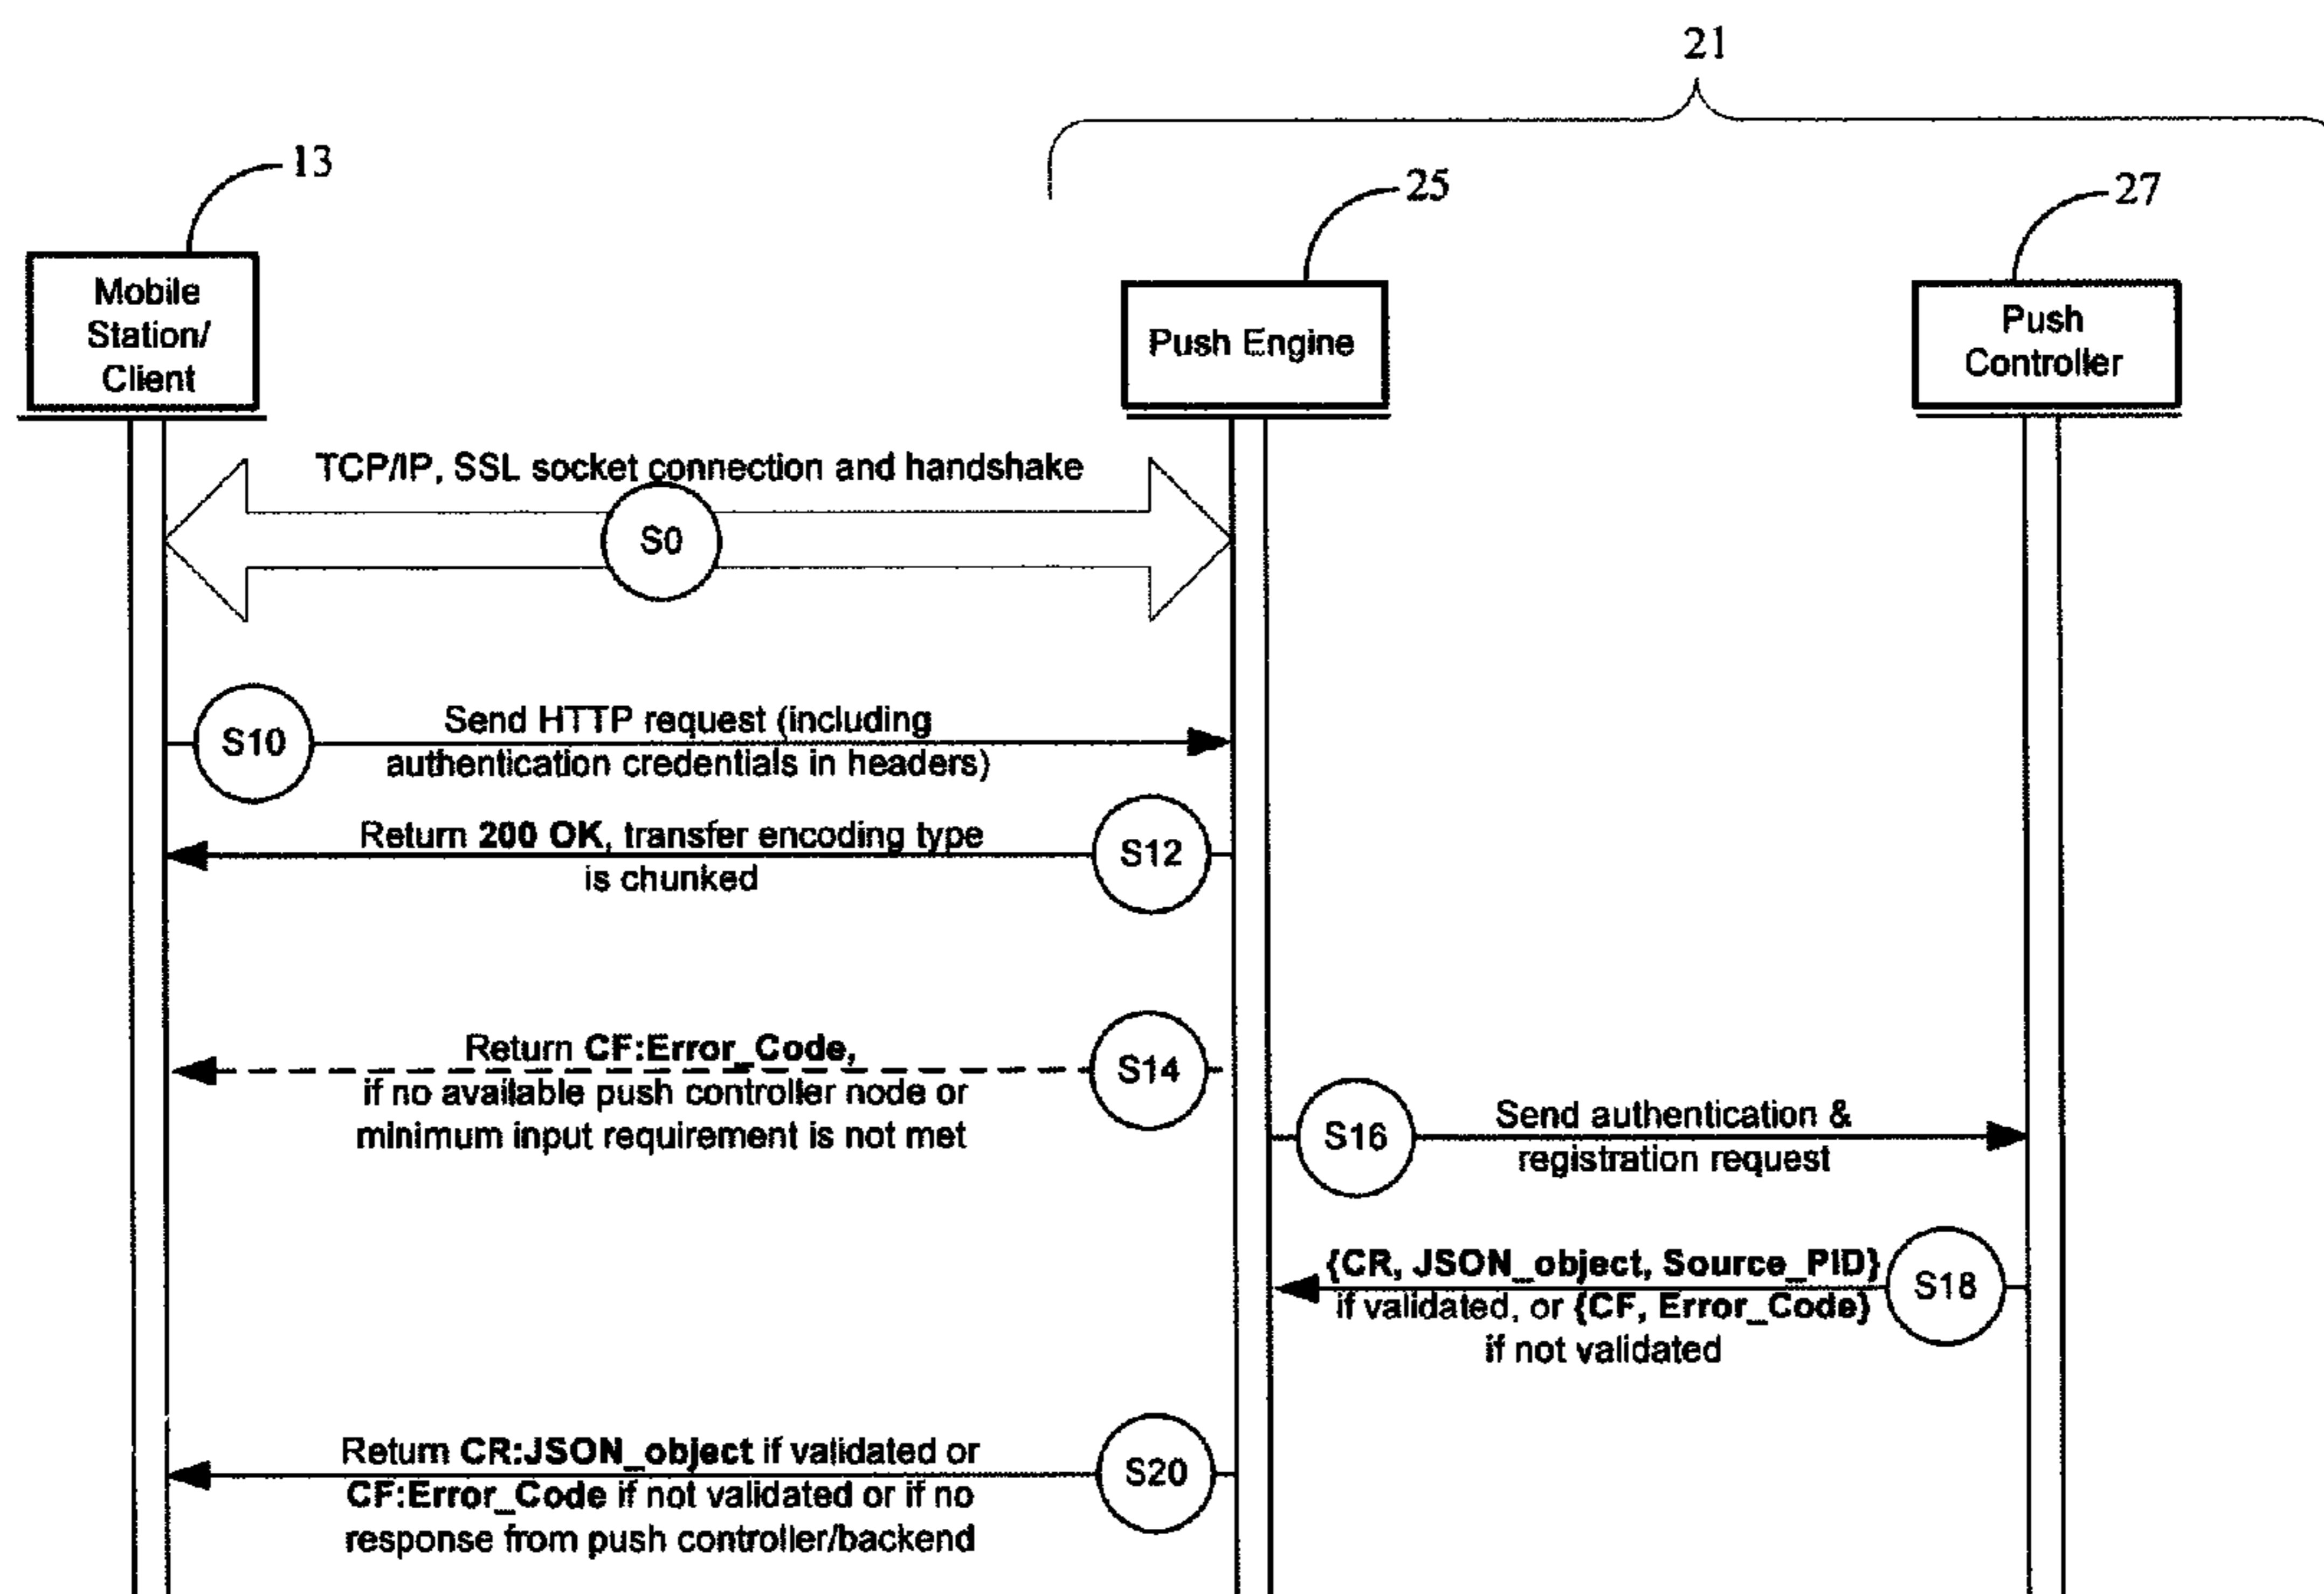 21
13
25
27
Mobile
Station/
Client
Push Engine
Push
Controller
TCP/IP, SSL socket connection and handshake
S0
S10
Send HTTP request (including
authentication credentials in headers)
Return 200 OK, transfer encoding type
is chunked
S12
Return CF:Error_Code,
if no available push controller node or
minimum input requirement is not met
S14
S16
Send authentication &
registration request
{CR, JSON_object, Source_PID}
if validated, or {CF, Error_Code}
if not validated
S18
Return CR:JSON_object if validated or
CF:Error_Code if not validated or if no
response from push controller/backend
S20